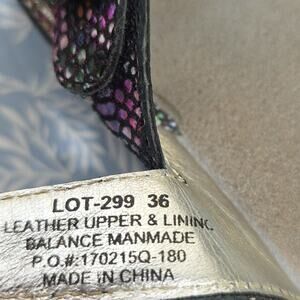 LOT-299 36
LEATHER UPPER & LINING
BALANCE MANMADE
P.O.#:170215Q-180
MADE IN CHINA